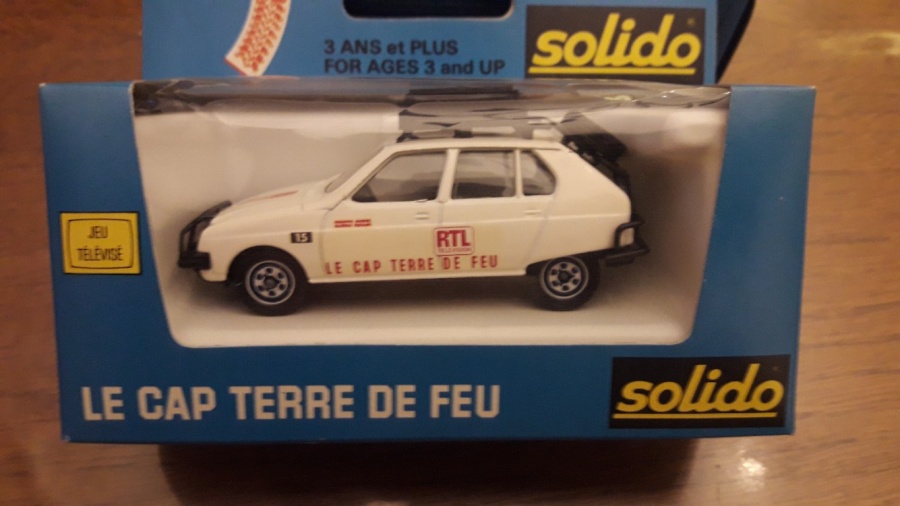 3 ANS et PLUS
FOR AGES 3 and UP
solido
JEU
TÉLÉVISÉ
15
RTL
TELEVISION
LE CAP TERRE DE FEU
LE CAP TERRE DE FEU
solido